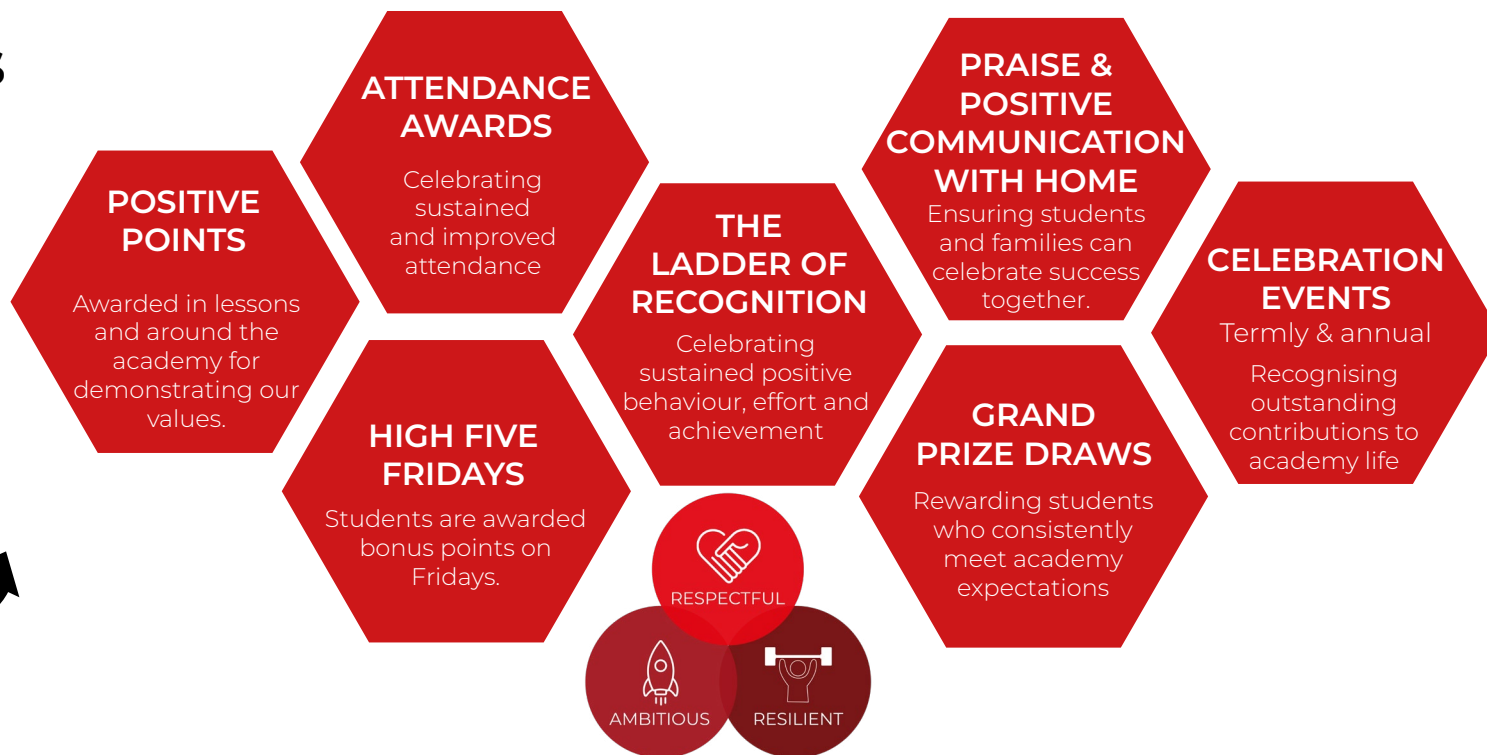 S
POSITIVE
POINTS
Awarded in lessons
and around the
academy for
demonstrating our
values.
ATTENDANCE
AWARDS
Celebrating
sustained
and improved
attendance
HIGH FIVE
FRIDAYS
Students are awarded
bonus points on
Fridays.
THE
LADDER OF
RECOGNITION
Celebrating
sustained positive
behaviour, effort and
achievement
PRAISE &
POSITIVE
COMMUNICATION
WITH HOME
Ensuring students
and families can
celebrate success
together.
GRAND
PRIZE DRAWS
Rewarding students
who consistently
meet academy
expectations
CELEBRATION
EVENTS
Termly & annual
Recognising
outstanding
contributions to
academy life
RESPECTFUL
AMBITIOUS
RESILIENT